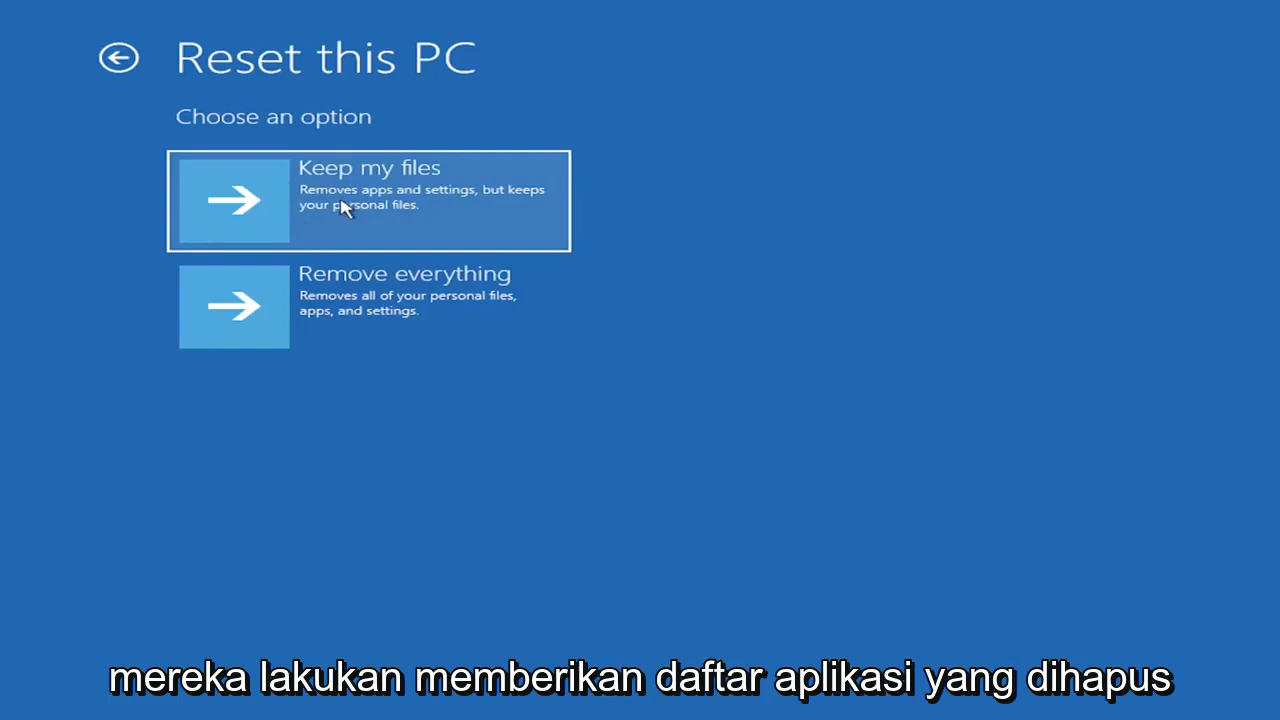 Reset this PC
Choose an option
Keep my files
Removes apps and settings, but keeps
your personal files.
Remove everything
Removes all of your personal files,
apps, and settings.
mereka lakukan memberikan daftar aplikasi yang dihapus